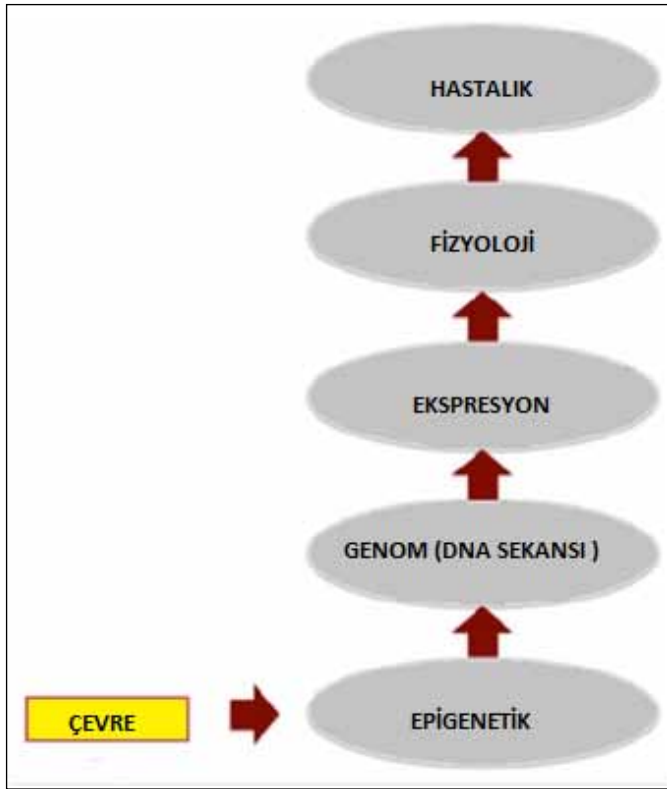 HASTALIK
FİZYOLOJİ
EKSPRESYON
GENOM (DNA SEKANSI )
EPİGENETİK
ÇEVRE